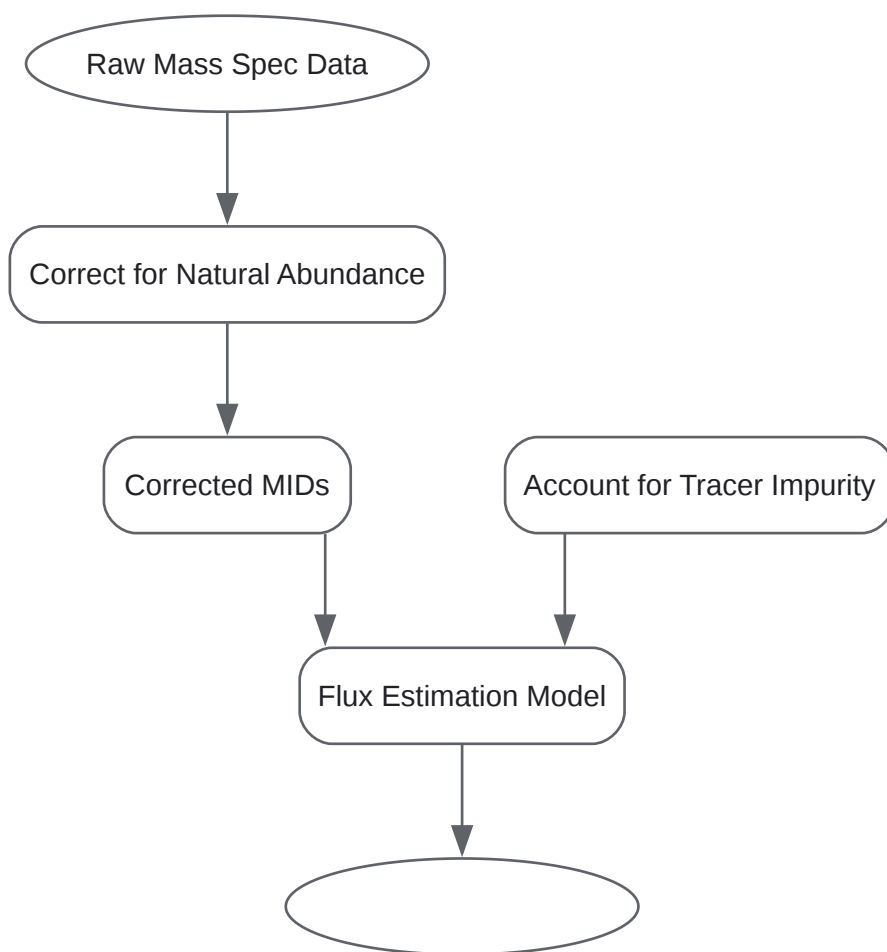 Raw Mass Spec Data
Correct for Natural Abundance
Corrected MIDs
Account for Tracer Impurity
Flux Estimation Model